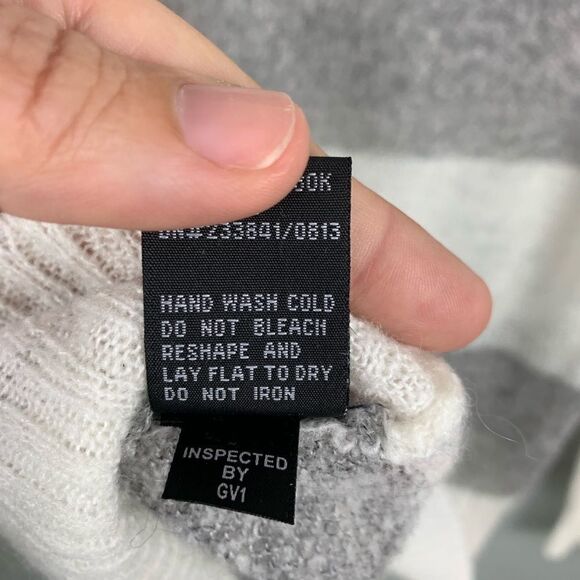 60K
RN#233841/0813
HAND WASH COLD
DO NOT BLEACH
RESHAPE AND
LAY FLAT TO DRY
DO NOT IRON
INSPECTED
BY
GV1